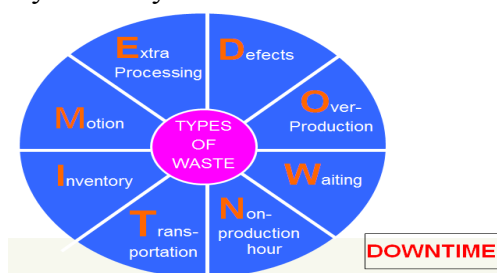 Extra
Processing
Defects
Over-
Production
Waiting
Non-
production
hour
Trans-
portation
Inventory
Motion
TYPES
OF
WASTE
DOWNTIME